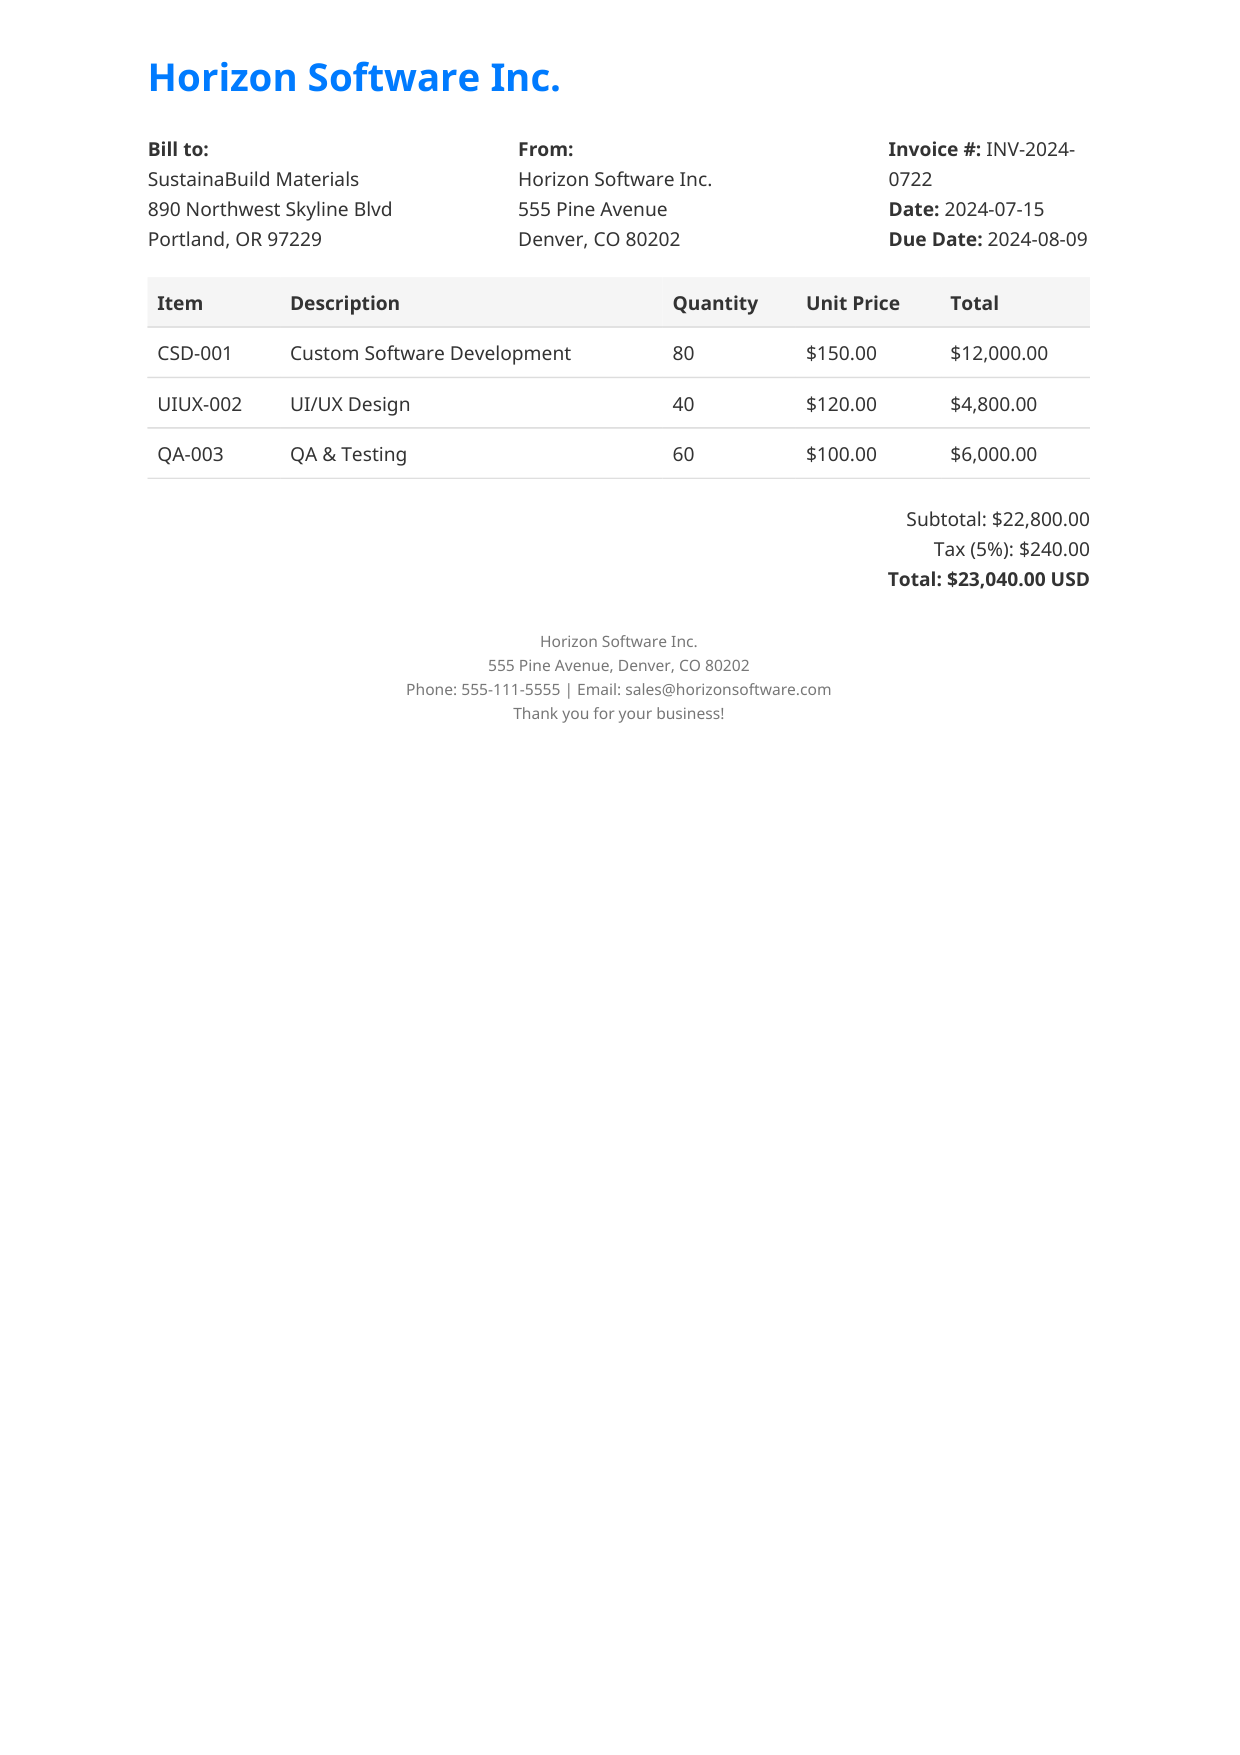 Horizon Software Inc.
Bill to:
SustainaBuild Materials
890 Northwest Skyline Blvd
Portland, OR 97229
From:
Horizon Software Inc.
555 Pine Avenue
Denver, CO 80202
Invoice #: INV-2024-
0722
Date: 2024-07-15
Due Date: 2024-08-09
Item Description Quantity Unit Price Total
CSD-001 Custom Software Development 80 $150.00 $12,000.00
UIUX-002 UI/UX Design 40 $120.00 $4,800.00
QA-003 QA & Testing 60 $100.00 $6,000.00
Subtotal: $22,800.00
Tax (5%): $240.00
Total: $23,040.00 USD
Horizon Software Inc.
555 Pine Avenue, Denver, CO 80202
Phone: 555-111-5555 | Email: sales@horizonsoftware.com
Thank you for your business!